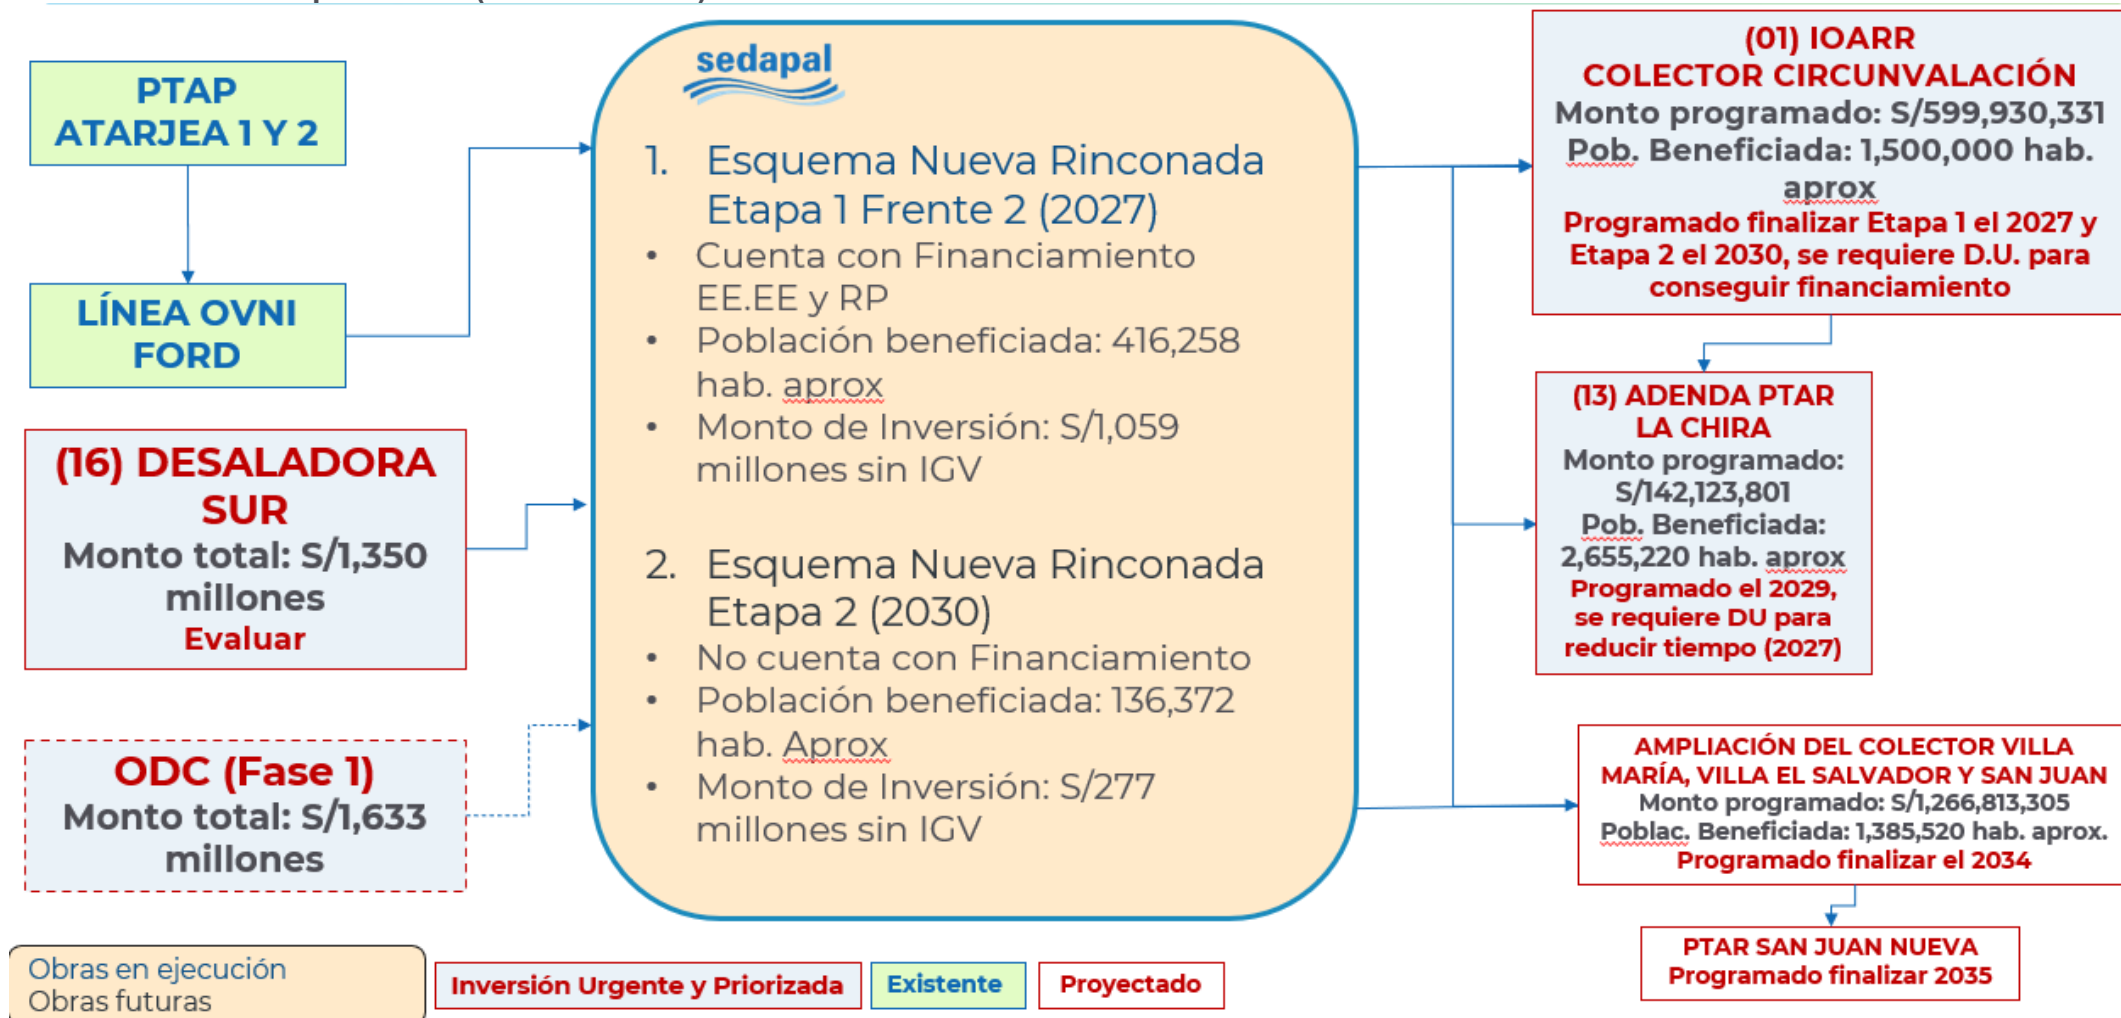 PTAP
ATARJEA 1 Y 2
LÍNEA OVNI
FORD
(16) DESALADORA
SUR
Monto total: S/1,350
millones
Evaluar
ODC (Fase 1)
Monto total: S/1,633
millones
sedapal
1. Esquema Nueva Rinconada
Etapa 1 Frente 2 (2027)
• Cuenta con Financiamiento
EE.EE y RP
• Población beneficiada: 416,258
hab. aprox
• Monto de Inversión: S/1,059
millones sin IGV
2. Esquema Nueva Rinconada
Etapa 2 (2030)
• No cuenta con Financiamiento
• Población beneficiada: 136,372
hab. Aprox
• Monto de Inversión: S/277
millones sin IGV
(01) IOARR
COLECTOR CIRCUNVALACIÓN
Monto programado: S/599,930,331
Pob. Beneficiada: 1,500,000 hab.
aprox
Programado finalizar Etapa 1 el 2027 y
Etapa 2 el 2030, se requiere D.U. para
conseguir financiamiento
(13) ADENDA PTAR
LA CHIRA
Monto programado:
S/142,123,801
Pob. Beneficiada:
2,655,220 hab. aprox
Programado el 2029,
se requiere DU para
reducir tiempo (2027)
AMPLIACIÓN DEL COLECTOR VILLA
MARÍA, VILLA EL SALVADOR Y SAN JUAN
Monto programado: S/1,266,813,305
Poblac. Beneficiada: 1,385,520 hab. aprox.
Programado finalizar el 2034
PTAR SAN JUAN NUEVA
Programado finalizar 2035
Obras en ejecución
Obras futuras
Inversión Urgente y Priorizada
Existente
Proyectado